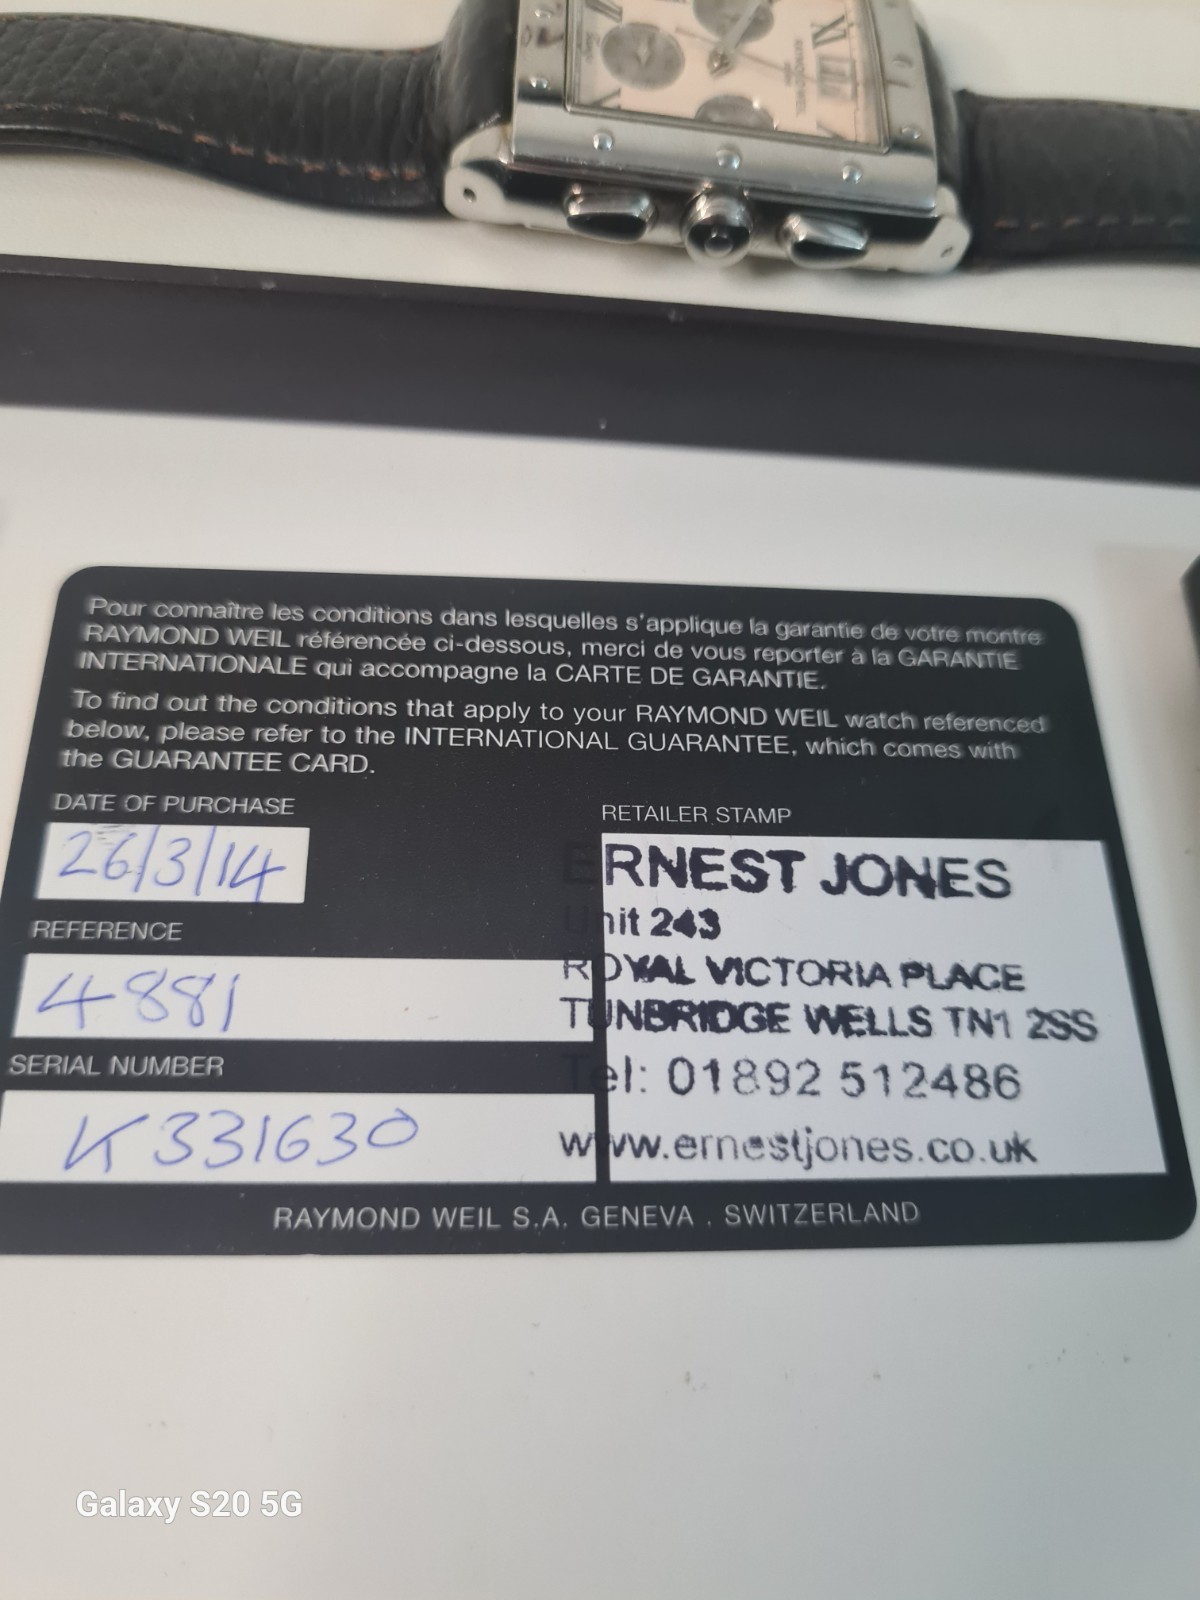 XI
RAYMOND WEIL
Pour connaître les conditions dans lesquelles s'applique la garantie de votre montre
RAYMOND WEIL référéncée ci-dessous, merci de vous reporter à la GARANTIE
INTERNATIONALE qui accompagne la CARTE DE GARANTIE.
To find out the conditions that apply to your RAYMOND WEIL watch referenced
below, please refer to the INTERNATIONAL GUARANTEE, which comes with
the GUARANTEE CARD.
DATE OF PURCHASE
26/3/14
REFERENCE
4881
SERIAL NUMBER
K331630
RETAILER STAMP
ERNEST JONES
Unit 243
ROYAL VICTORIA PLACE
TUNBRIDGE WELLS TN1 2SS
Tel: 01892 512486
www.ernestjones.co.uk
RAYMOND WEIL S.A. GENEVA . SWITZERLAND
Galaxy S20 5G